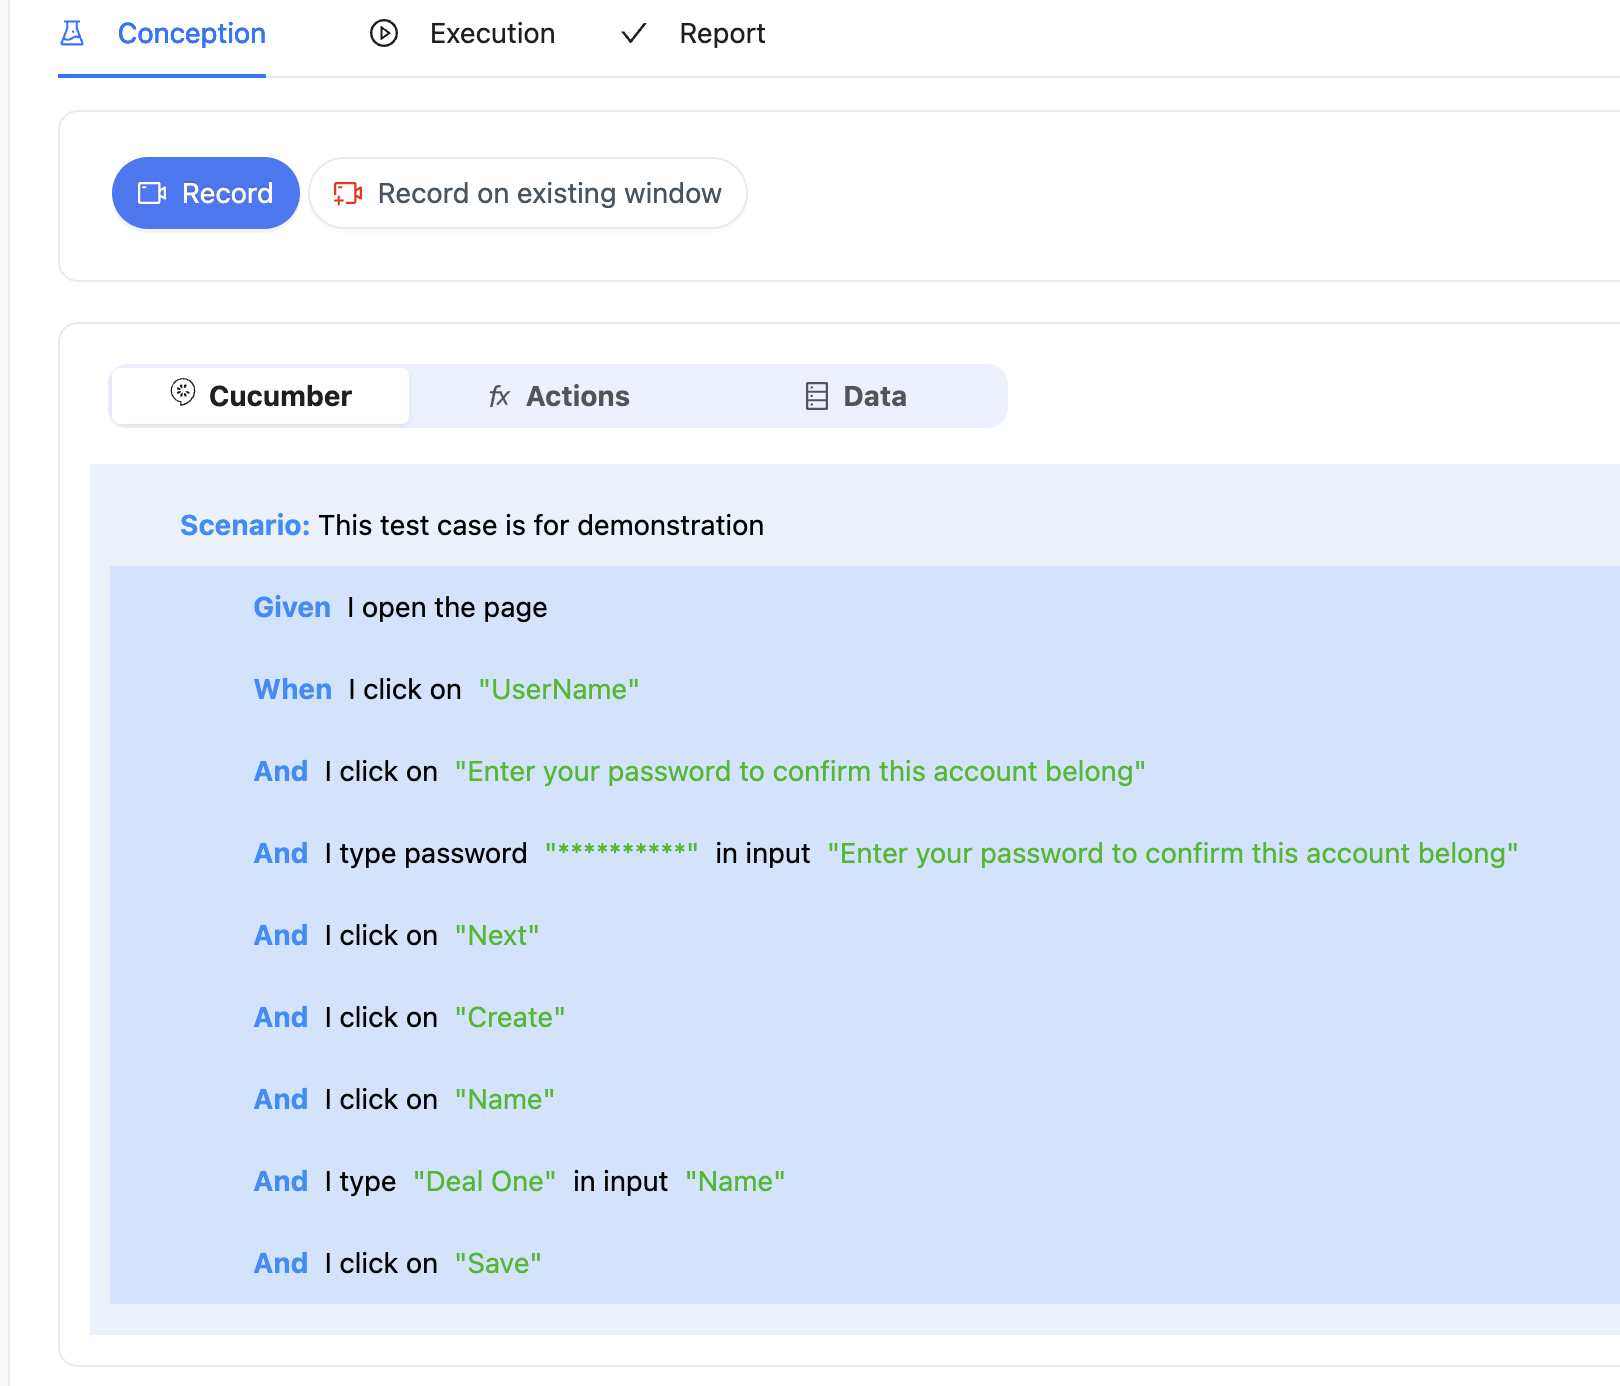 Conception Execution Report
Record Record on existing window
Cucumber fx Actions Data
Scenario: This test case is for demonstration
Given I open the page
When I click on "UserName"
And I click on "Enter your password to confirm this account belong"
And I type password "**********" in input "Enter your password to confirm this account belong"
And I click on "Next"
And I click on "Create"
And I click on "Name"
And I type "Deal One" in input "Name"
And I click on "Save"